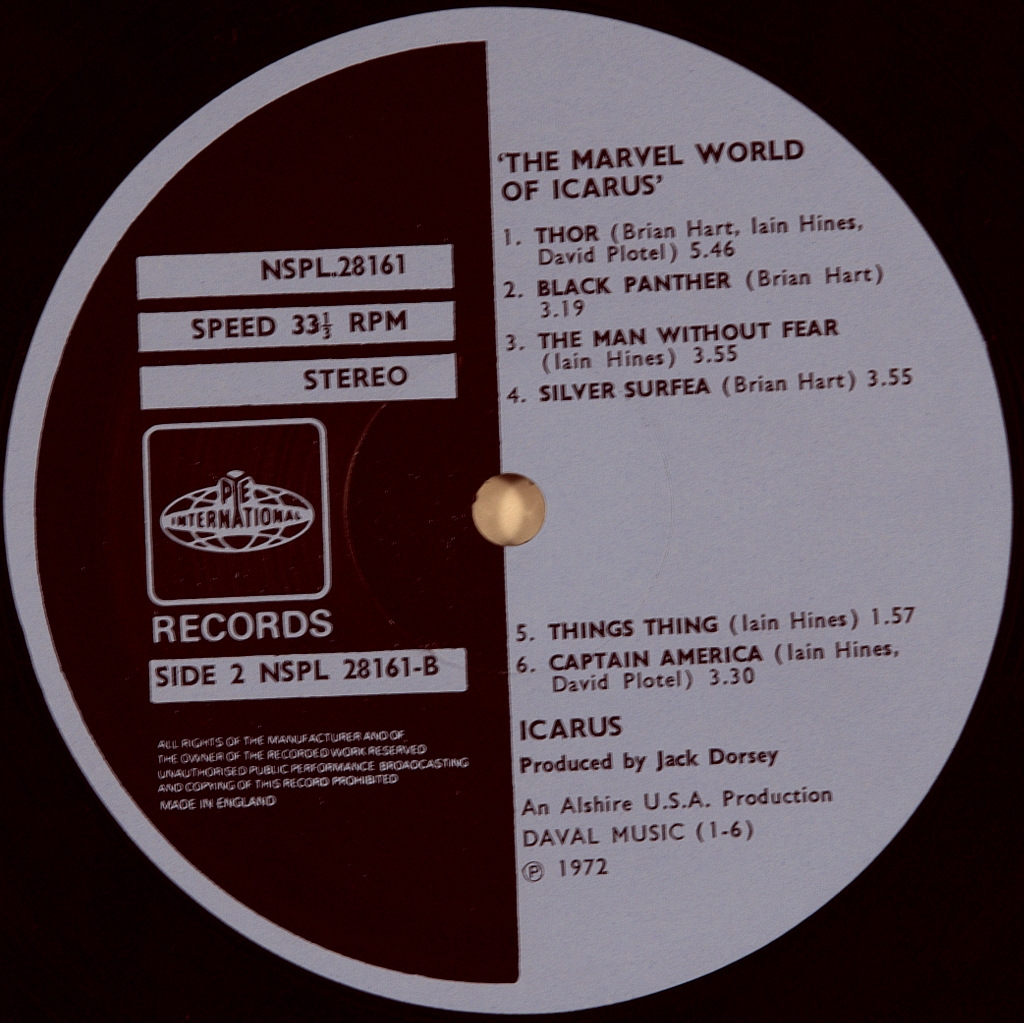 NSPL.28161
SPEED 33⅓ RPM
STEREO
PYE
INTERNATIONAL
RECORDS
SIDE 2 NSPL 28161-B
ALL RIGHTS OF THE MANUFACTURER AND OF
THE OWNER OF THE RECORDED WORK RESERVED
UNAUTHORISED PUBLIC PERFORMANCE BROADCASTING
AND COPYING OF THIS RECORD PROHIBITED
MADE IN ENGLAND
‘THE MARVEL WORLD
OF ICARUS’
1. THOR (Brian Hart, Iain Hines,
David Plotel) 5.46
2. BLACK PANTHER (Brian Hart)
3.19
3. THE MAN WITHOUT FEAR
(Iain Hines) 3.55
4. SILVER SURFEA (Brian Hart) 3.55
5. THINGS THING (Iain Hines) 1.57
6. CAPTAIN AMERICA (Iain Hines,
David Plotel) 3.30
ICARUS
Produced by Jack Dorsey
An Alshire U.S.A. Production
DAVAL MUSIC (1-6)
℗ 1972